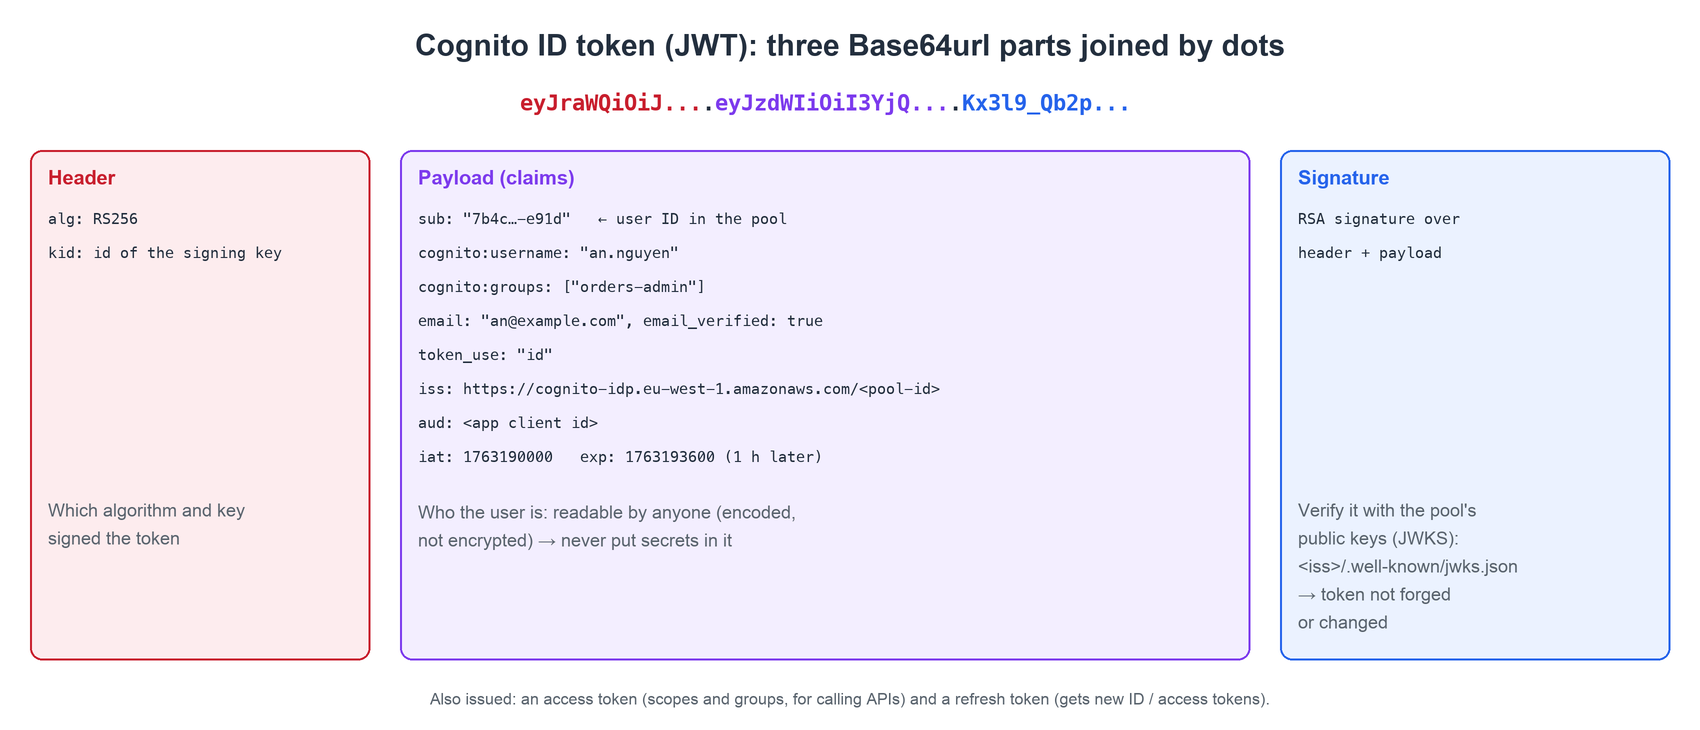 Cognito ID token (JWT): three Base64url parts joined by dots
eyJraWQiOiJ....eyJzdWIiOiI3YjQ....Kx3l9_Qb2p...
Header
alg: RS256
kid: id of the signing key
Which algorithm and key
signed the token
Payload (claims)
sub: "7b4c…–e91d"   ← user ID in the pool
cognito:username: "an.nguyen"
cognito:groups: ["orders–admin"]
email: "an@example.com", email_verified: true
token_use: "id"
iss: https://cognito–idp.eu–west–1.amazonaws.com/<pool–id>
aud: <app client id>
iat: 1763190000   exp: 1763193600 (1 h later)
Who the user is: readable by anyone (encoded,
not encrypted) → never put secrets in it
Signature
RSA signature over
header + payload
Verify it with the pool's
public keys (JWKS):
<iss>/.well-known/jwks.json
→ token not forged
or changed
Also issued: an access token (scopes and groups, for calling APIs) and a refresh token (gets new ID / access tokens).